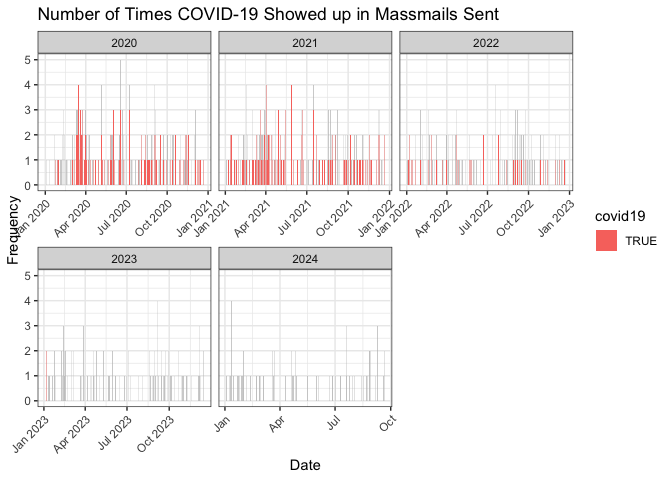 Number of Times COVID-19 Showed up in Massmails Sent
2020 2021 2022
5
4
3
2
1
0
Jan 2020 Apr 2020 Jul 2020 Oct 2020 Jan 2021 Jan 2021 Apr 2021 Jul 2021 Oct 2021 Jan 2022 Jan 2022 Apr 2022 Jul 2022 Oct 2022 Jan 2023
Frequency
covid19
TRUE
2023 2024
5
4
3
2
1
0
Jan 2023 Apr 2023 Jul 2023 Oct 2023 Jan Apr Jul Oct
Date